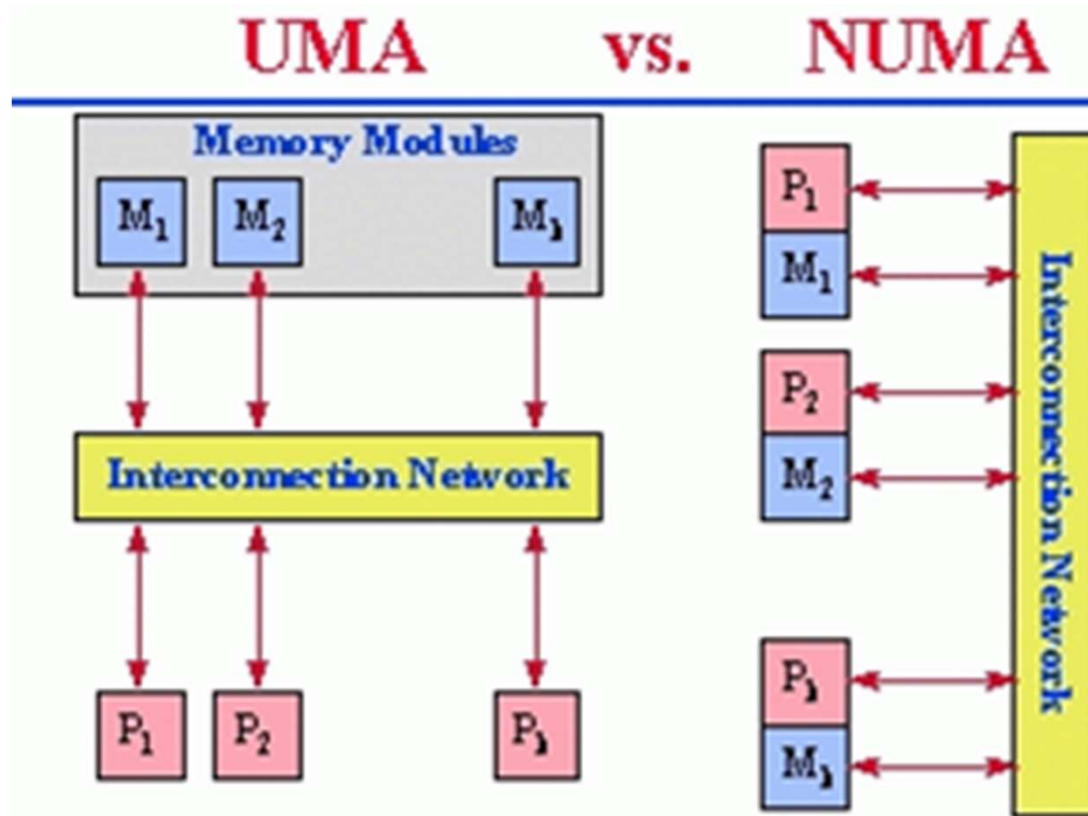 UMA vs. NUMA
Memory Modules
M1 M2
Interconnection Network
P1 P2
P1
M1
P2
M2
Interconnection Network